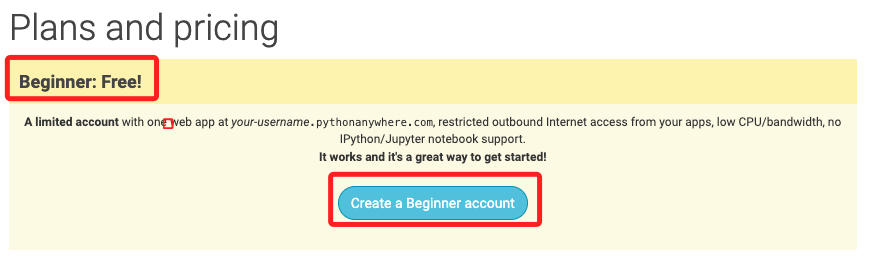 Plans and pricing
Beginner: Free!
A limited account with one web app at your-username.pythonanywhere.com, restricted outbound Internet access from your apps, low CPU/bandwidth, no
IPython/Jupyter notebook support.
It works and it's a great way to get started!
Create a Beginner account